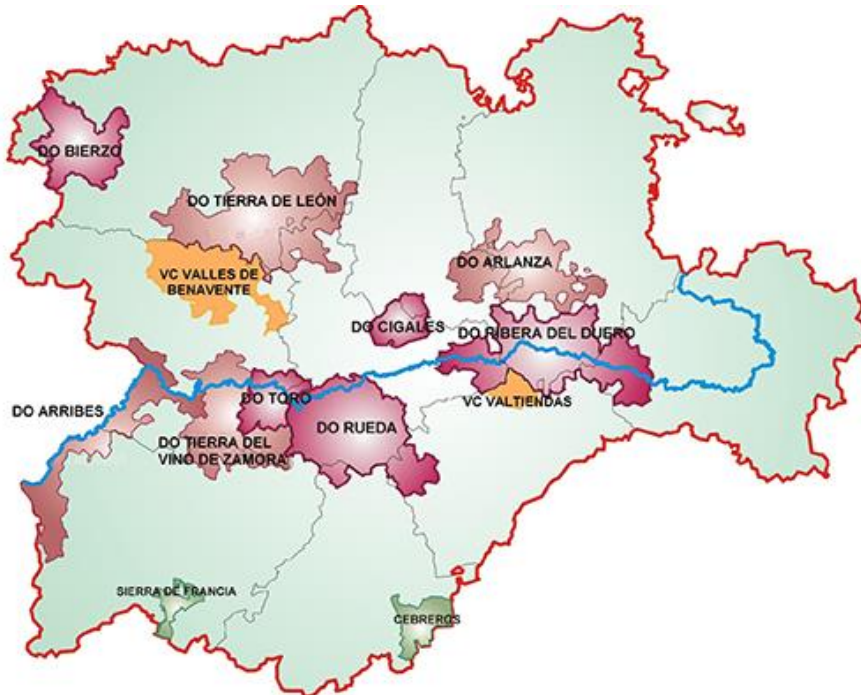 DO BIERZO
DO TIERRA DE LEÓN
VC VALLES DE
BENAVENTE
DO ARLANZA
DO CIGALES
DO RIBERA DEL DUERO
VC VALTIENDAS
DO ARRIBES
DO TORO
DO RUEDA
DO TIERRA DEL
VINO DE ZAMORA
SIERRA DE FRANCIA
CEBREROS